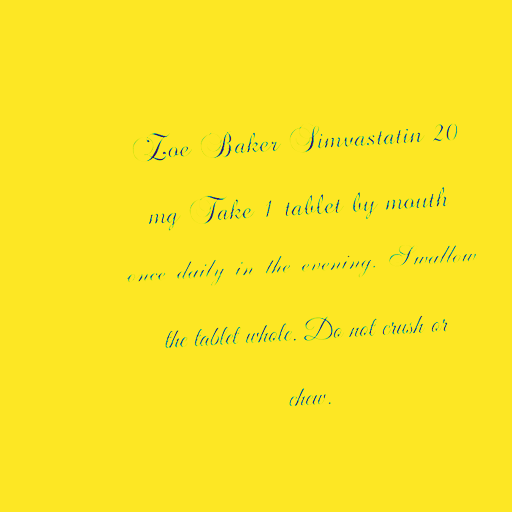 Zoe Baker Simvastatin 20
mg Take 1 tablet by mouth
once daily in the evening. Swallow
the tablet whole. Do not crush or
chew.